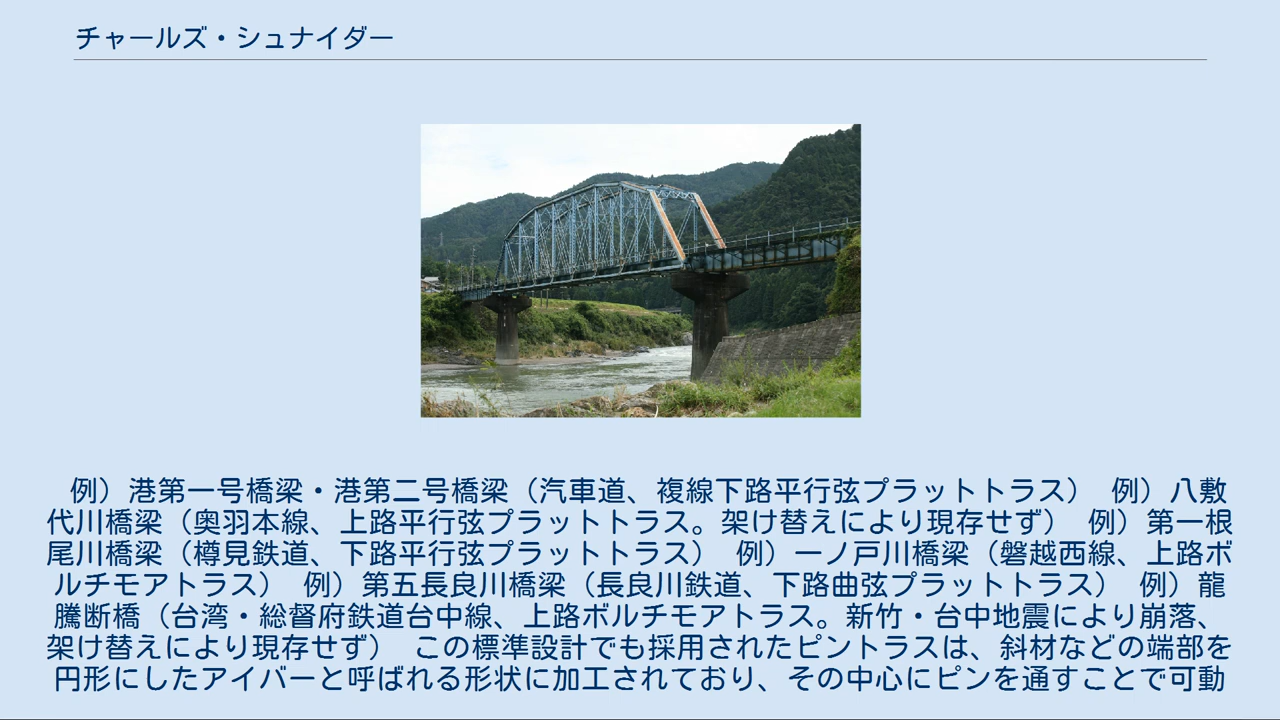 チャールズ・シュナイダー
例）港第一号橋梁・港第二号橋梁（汽車道、複線下路平行弦プラットトラス）　例）八敷
代川橋梁（奥羽本線、上路平行弦プラットトラス。架け替えにより現存せず）　例）第一根
尾川橋梁（樽見鉄道、下路平行弦プラットトラス）　例）一ノ戸川橋梁（磐越西線、上路ボ
ルチモアトラス）　例）第五長良川橋梁（長良川鉄道、下路曲弦プラットトラス）　例）龍
騰断橋（台湾・総督府鉄道台中線、上路ボルチモアトラス。新竹・台中地震により崩落、
架け替えにより現存せず）　この標準設計でも採用されたピントラスは、斜材などの端部を
円形にしたアイバーと呼ばれる形状に加工されており、その中心にピンを通すことで可動